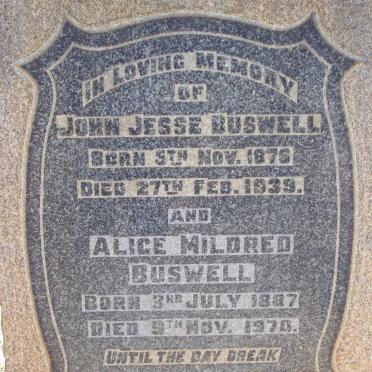 IN LOVING MEMORY
OF
JOHN JESSE BUSWELL
BORN 5TH NOV. 1876
DIED 27TH FEB. 1939.
AND
ALICE MILDRED
BUSWELL
BORN 3RD JULY 1887
DIED 9TH NOV. 1970.
UNTIL THE DAY BREAK